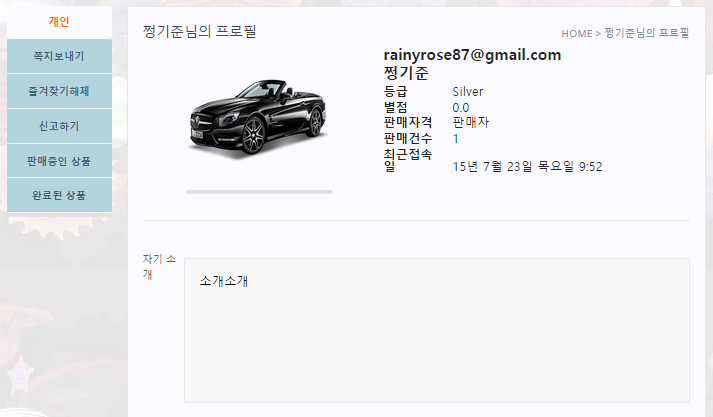 개인
쪽지보내기
즐겨찾기해제
신고하기
판매중인 상품
완료된 상품
쩡기준님의 프로필
HOME > 쩡기준님의 프로필
rainyrose87@gmail.com
쩡기준
등급 Silver
별점 0.0
판매자격 판매자
판매건수 1
최근접속
일 15년 7월 23일 목요일 9:52
자기 소
개
소개소개